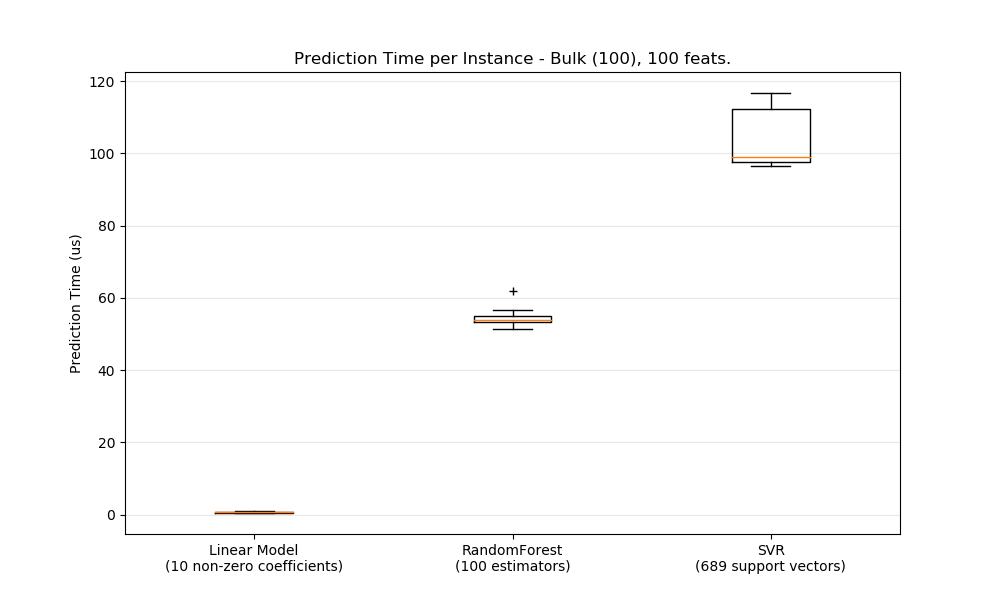 Prediction Time per Instance - Bulk (100), 100 feats.
120
100
80
60
40
20
0
Prediction Time (us)
Linear Model
(10 non-zero coefficients)
RandomForest
(100 estimators)
SVR
(689 support vectors)